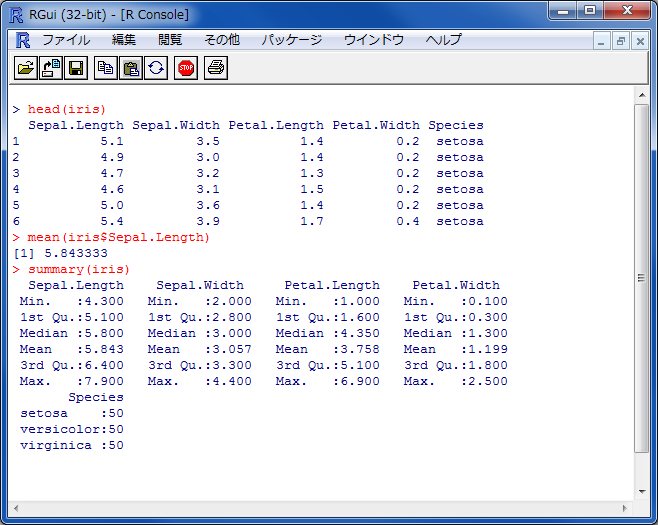 RGui (32-bit) - [R Console]
ファイル 編集 閲覧 その他 パッケージ ウインドウ ヘルプ
STOP
> head(iris)
  Sepal.Length Sepal.Width Petal.Length Petal.Width Species
1          5.1         3.5          1.4         0.2  setosa
2          4.9         3.0          1.4         0.2  setosa
3          4.7         3.2          1.3         0.2  setosa
4          4.6         3.1          1.5         0.2  setosa
5          5.0         3.6          1.4         0.2  setosa
6          5.4         3.9          1.7         0.4  setosa
> mean(iris$Sepal.Length)
[1] 5.843333
> summary(iris)
  Sepal.Length    Sepal.Width     Petal.Length   Petal.Width
 Min.   :4.300   Min.   :2.000   Min.   :1.000   Min.   :0.100
 1st Qu.:5.100   1st Qu.:2.800   1st Qu.:1.600   1st Qu.:0.300
 Median :5.800   Median :3.000   Median :4.350   Median :1.300
 Mean   :5.843   Mean   :3.057   Mean   :3.758   Mean   :1.199
 3rd Qu.:6.400   3rd Qu.:3.300   3rd Qu.:5.100   3rd Qu.:1.800
 Max.   :7.900   Max.   :4.400   Max.   :6.900   Max.   :2.500
       Species
 setosa    :50
 versicolor:50
 virginica :50